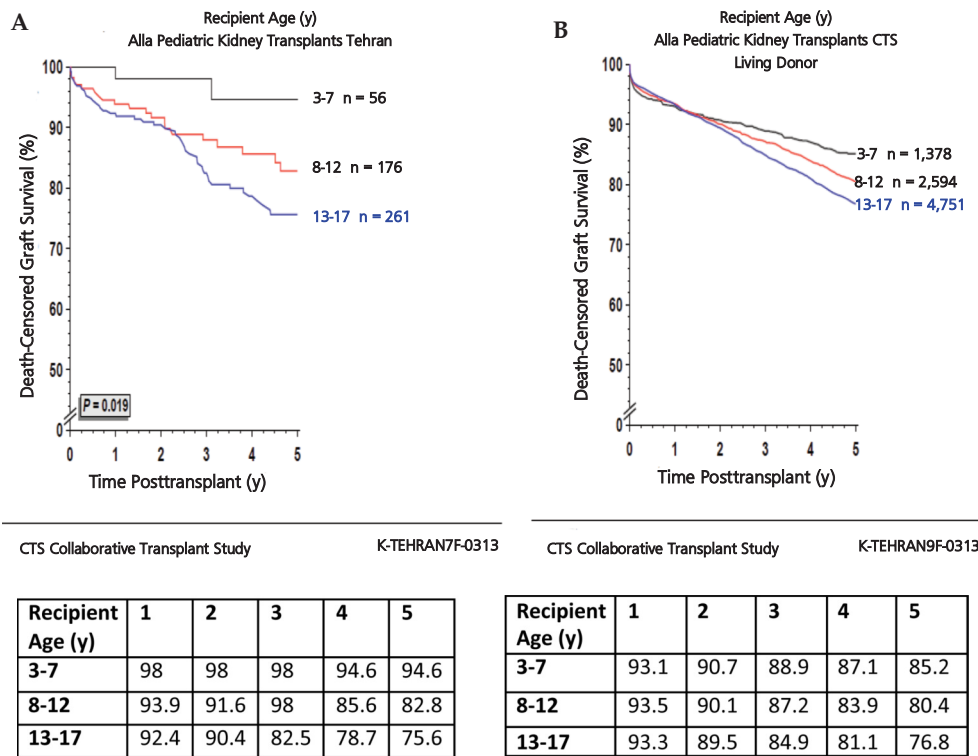 A
Recipient Age (y)
Alla Pediatric Kidney Transplants Tehran
Death-Censored Graft Survival (%)
100
90
80
70
60
50
0
3-7 n = 56
8-12 n = 176
13-17 n = 261
P = 0.019
0 1 2 3 4 5
Time Posttransplant (y)
CTS Collaborative Transplant Study K-TEHRAN7F-0313
Recipient Age (y) 1 2 3 4 5
3-7 98 98 98 94.6 94.6
8-12 93.9 91.6 98 85.6 82.8
13-17 92.4 90.4 82.5 78.7 75.6
B
Recipient Age (y)
Alla Pediatric Kidney Transplants CTS
Living Donor
Death-Censored Graft Survival (%)
100
90
80
70
60
50
0
3-7 n = 1,378
8-12 n = 2,594
13-17 n = 4,751
0 1 2 3 4 5
Time Posttransplant (y)
CTS Collaborative Transplant Study K-TEHRAN9F-0313
Recipient Age (y) 1 2 3 4 5
3-7 93.1 90.7 88.9 87.1 85.2
8-12 93.5 90.1 87.2 83.9 80.4
13-17 93.3 89.5 84.9 81.1 76.8